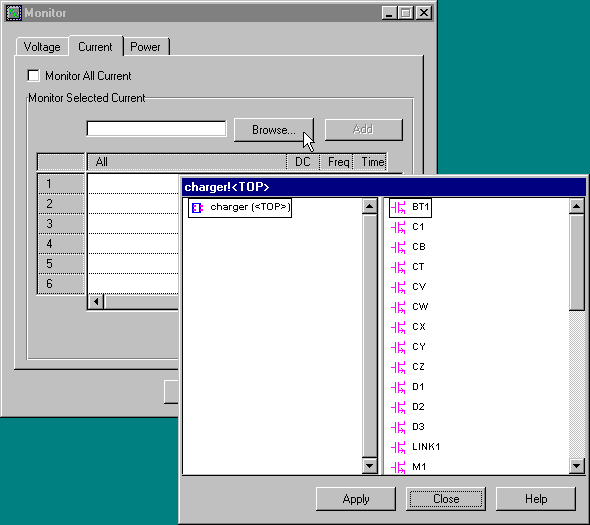 Monitor
Voltage Current Power
Monitor All Current
Monitor Selected Current
Browse... Add
All DC Freq Time
1
2
3
4
5
6
charger!<TOP>
charger (<TOP>)
BT1
C1
CB
CT
CV
CW
CX
CY
CZ
D1
D2
D3
LINK1
M1
Apply Close Help